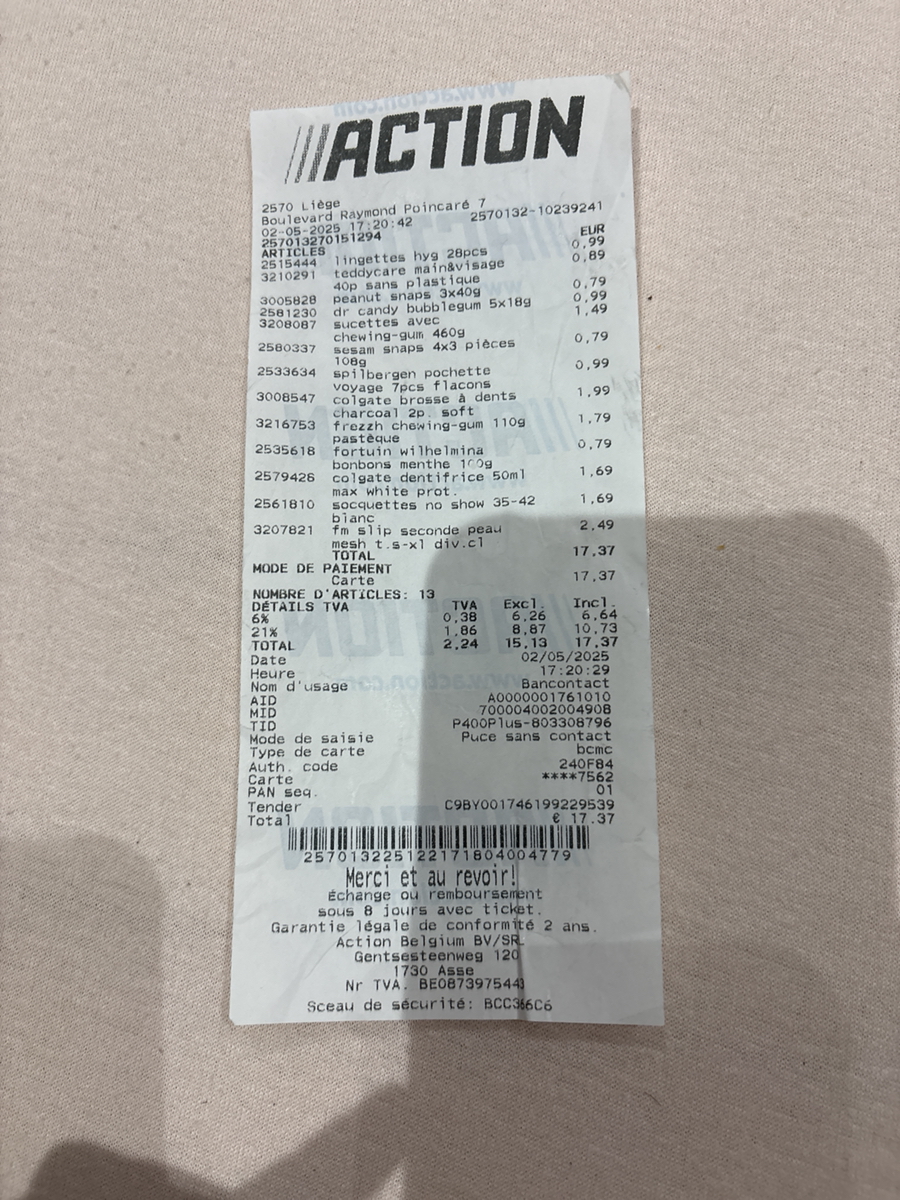 ///ACTION
2570 Liège
Boulevard Raymond Poincaré 7
02-05-2025 17:20:42 2570132-10239241
257013270151294
ARTICLES EUR
2515444 lingettes hyg 28pcs 0,99
3210291 teddycare main&visage 0,89
40p sans plastique
3005828 peanut snaps 3x40g 0,79
2581230 dr candy bubblegum 5x18g 0,99
3208087 sucettes avec 1,49
chewing-gum 460g
2580337 sesam snaps 4x3 pièces 0,79
108g
2533634 spilbergen pochette 0,99
voyage 7pcs flacons
3008547 colgate brosse à dents 1,99
charcoal 2p. soft
3216753 frezzh chewing-gum 110g 1,79
pastèque
2535618 fortuin wilhelmina 0,79
bonbons menthe 100g
2579426 colgate dentifrice 50ml 1,69
max white prot.
2561810 socquettes no show 35-42 1,69
blanc
3207821 fm slip seconde peau 2,49
mesh t.s-xl div.cl
TOTAL 17,37
MODE DE PAIEMENT
Carte 17,37
NOMBRE D'ARTICLES: 13
DÉTAILS TVA TVA Excl. Incl.
6% 0,38 6,26 6,64
21% 1,86 8,87 10,73
TOTAL 2,24 15,13 17,37
Date 02/05/2025
Heure 17:20:29
Nom d'usage Bancontact
AID A0000001761010
MID 700004002004908
TID P400Plus-803308796
Mode de saisie Puce sans contact
Type de carte bcmc
Auth. code 240F84
Carte ****7562
PAN seq. 01
Tender C9BY001746199229539
Total € 17.37
257013225122171804004779
Merci et au revoir!
Échange ou remboursement
sous 8 jours avec ticket.
Garantie légale de conformité 2 ans.
Action Belgium BV/SRL
Gentsesteenweg 120
1730 Asse
Nr TVA. BE0873975443
Sceau de sécurité: